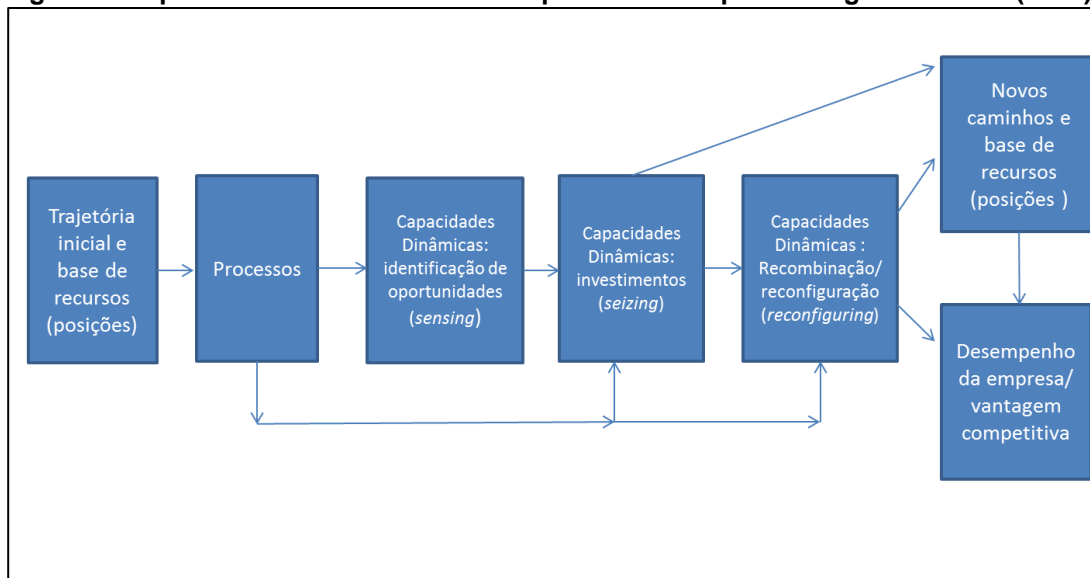 Trajetória
inicial e
base de
recursos
(posições)
Processos
Capacidades
Dinâmicas:
identificação de
oportunidades
(sensing)
Capacidades
Dinâmicas:
investimentos
(seizing)
Capacidades
Dinâmicas :
Recombinação/
reconfiguração
(reconfiguring)
Novos
caminhos e
base de
recursos
(posições )
Desempenho
da empresa/
vantagem
competitiva